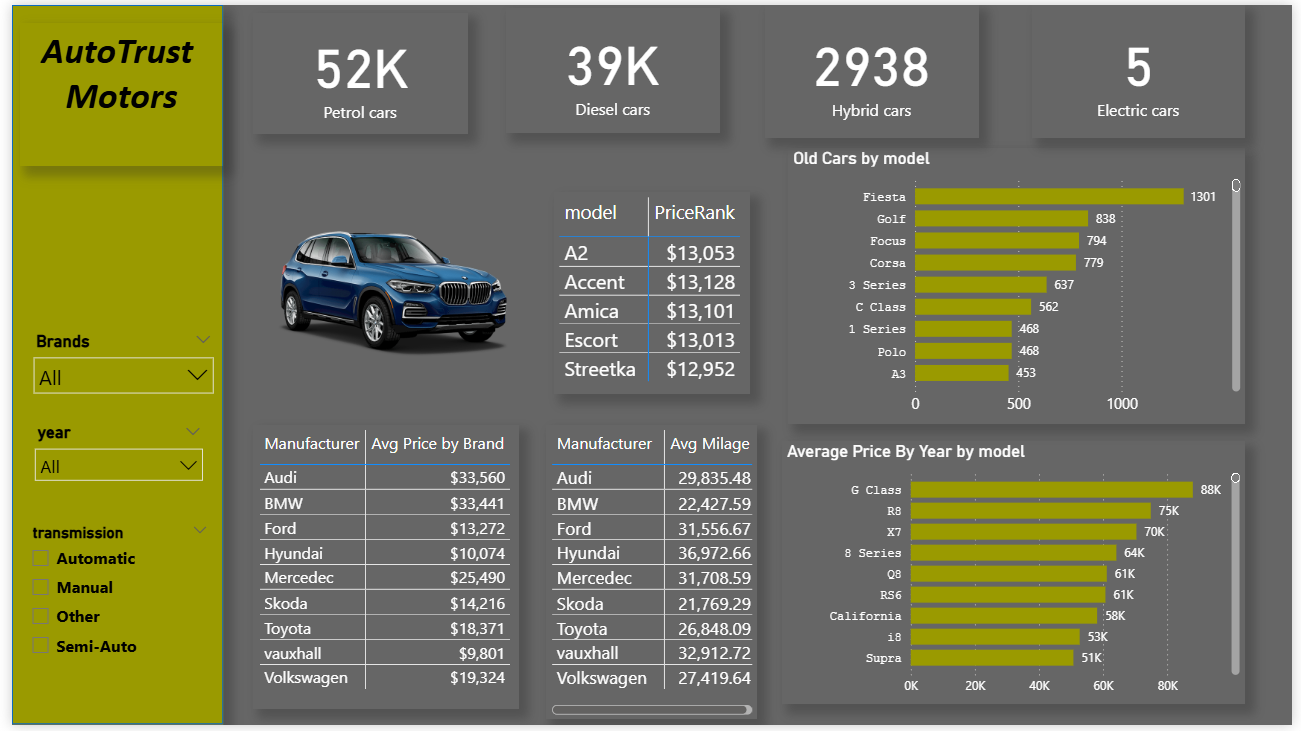 AutoTrust
Motors
52K
Petrol cars
39K
Diesel cars
2938
Hybrid cars
5
Electric cars
Brands
All
year
All
transmission
Automatic
Manual
Other
Semi-Auto
model PriceRank
A2 $13,053
Accent $13,128
Amica $13,101
Escort $13,013
Streetka $12,952
Old Cars by model
Fiesta 1301
Golf 838
Focus 794
Corsa 779
3 Series 637
C Class 562
1 Series 468
Polo 468
A3 453
0 500 1000
Manufacturer Avg Price by Brand
Audi $33,560
BMW $33,441
Ford $13,272
Hyundai $10,074
Mercedec $25,490
Skoda $14,216
Toyota $18,371
vauxhall $9,801
Volkswagen $19,324
Manufacturer Avg Milage
Audi 29,835.48
BMW 22,427.59
Ford 31,556.67
Hyundai 36,972.66
Mercedec 31,708.59
Skoda 21,769.29
Toyota 26,848.09
vauxhall 32,912.72
Volkswagen 27,419.64
Average Price By Year by model
G Class 88K
R8 75K
X7 70K
8 Series 64K
Q8 61K
RS6 61K
California 58K
i8 53K
Supra 51K
0K 20K 40K 60K 80K